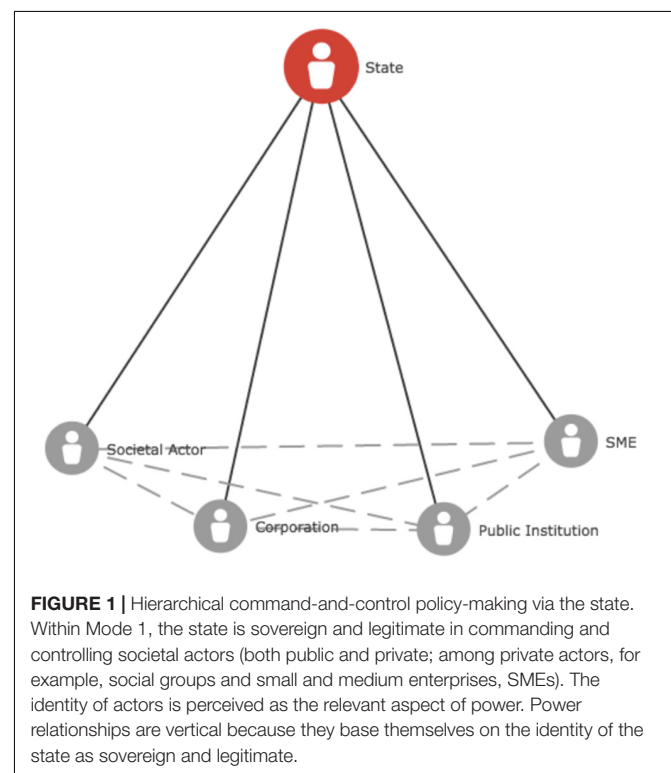 State
Societal Actor
SME
Corporation
Public Institution
FIGURE 1 | Hierarchical command-and-control policy-making via the state.
Within Mode 1, the state is sovereign and legitimate in commanding and
controlling societal actors (both public and private; among private actors, for
example, social groups and small and medium enterprises, SMEs). The
identity of actors is perceived as the relevant aspect of power. Power
relationships are vertical because they base themselves on the identity of the
state as sovereign and legitimate.